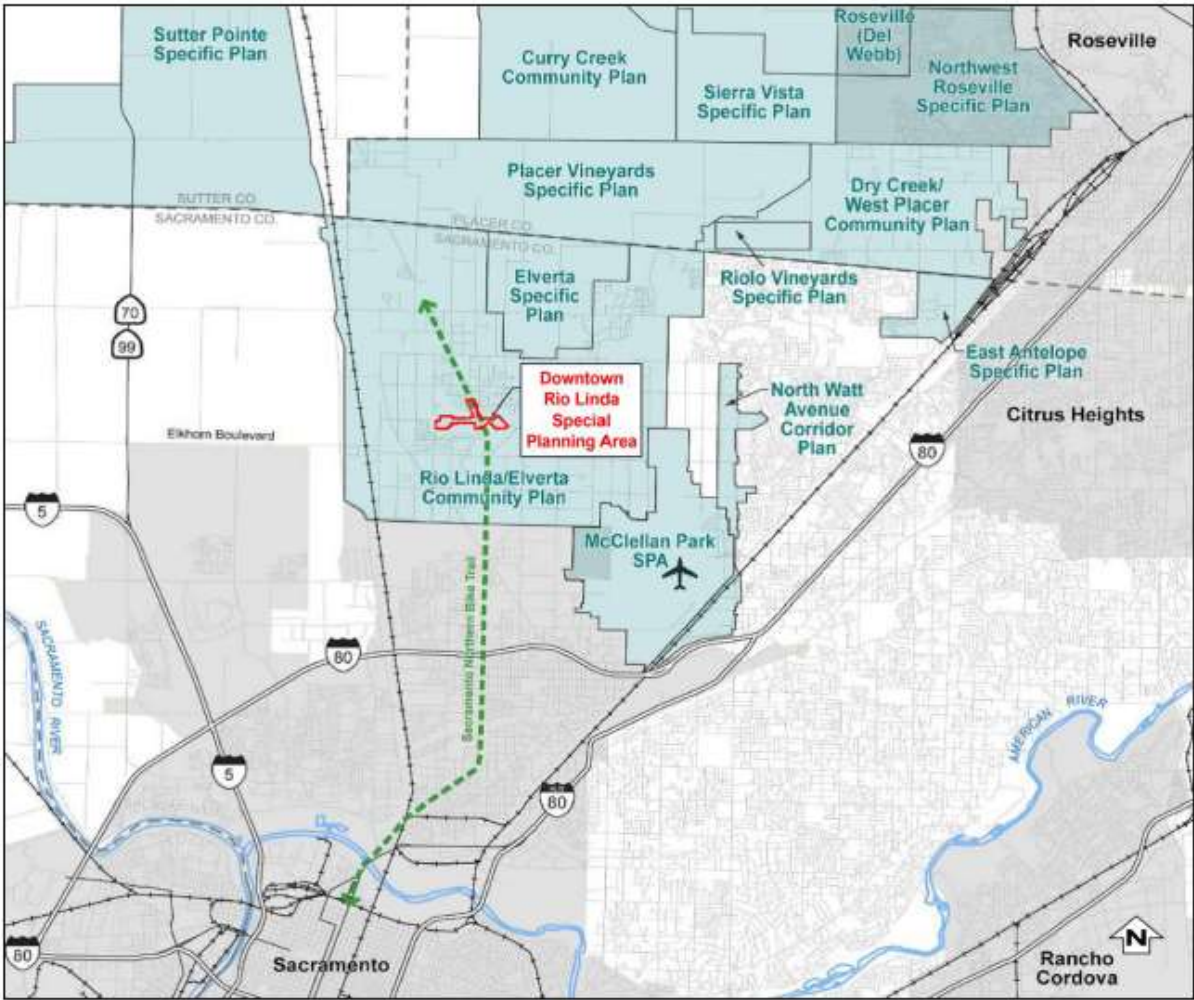 Sutter Pointe
Specific Plan
Curry Creek
Community Plan
Roseville
(Del
Webb)
Sierra Vista
Specific Plan
Northwest
Roseville
Specific Plan
Roseville
Placer Vineyards
Specific Plan
Dry Creek/
West Placer
Community Plan
SUTTER CO.
SACRAMENTO CO.
PLACER CO.
SACRAMENTO CO.
Elverta
Specific
Plan
Riolo Vineyards
Specific Plan
70
99
East Antelope
Specific Plan
Downtown
Rio Linda
Special
Planning Area
North Watt
Avenue
Corridor
Plan
Citrus Heights
Elkhorn Boulevard
80
Rio Linda/Elverta
Community Plan
5
McClellan Park
SPA
Sacramento Northern Bike Trail
SACRAMENTO RIVER
80
AMERICAN RIVER
5
80
80
Sacramento
Rancho
Cordova
N